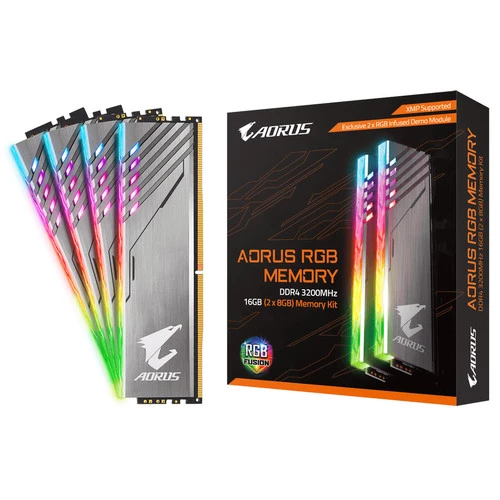 AORUS
XMP Supported
Exclusive 2 x RGB Infused Demo Module
AORUS
AORUS RGB
MEMORY
DDR4 3200MHz
16GB (2 x 8GB) Memory Kit
RGB
FUSION
AORUS RGB MEMORY
DDR4 3200MHz 16GB (2 x 8GB) Memory Kit